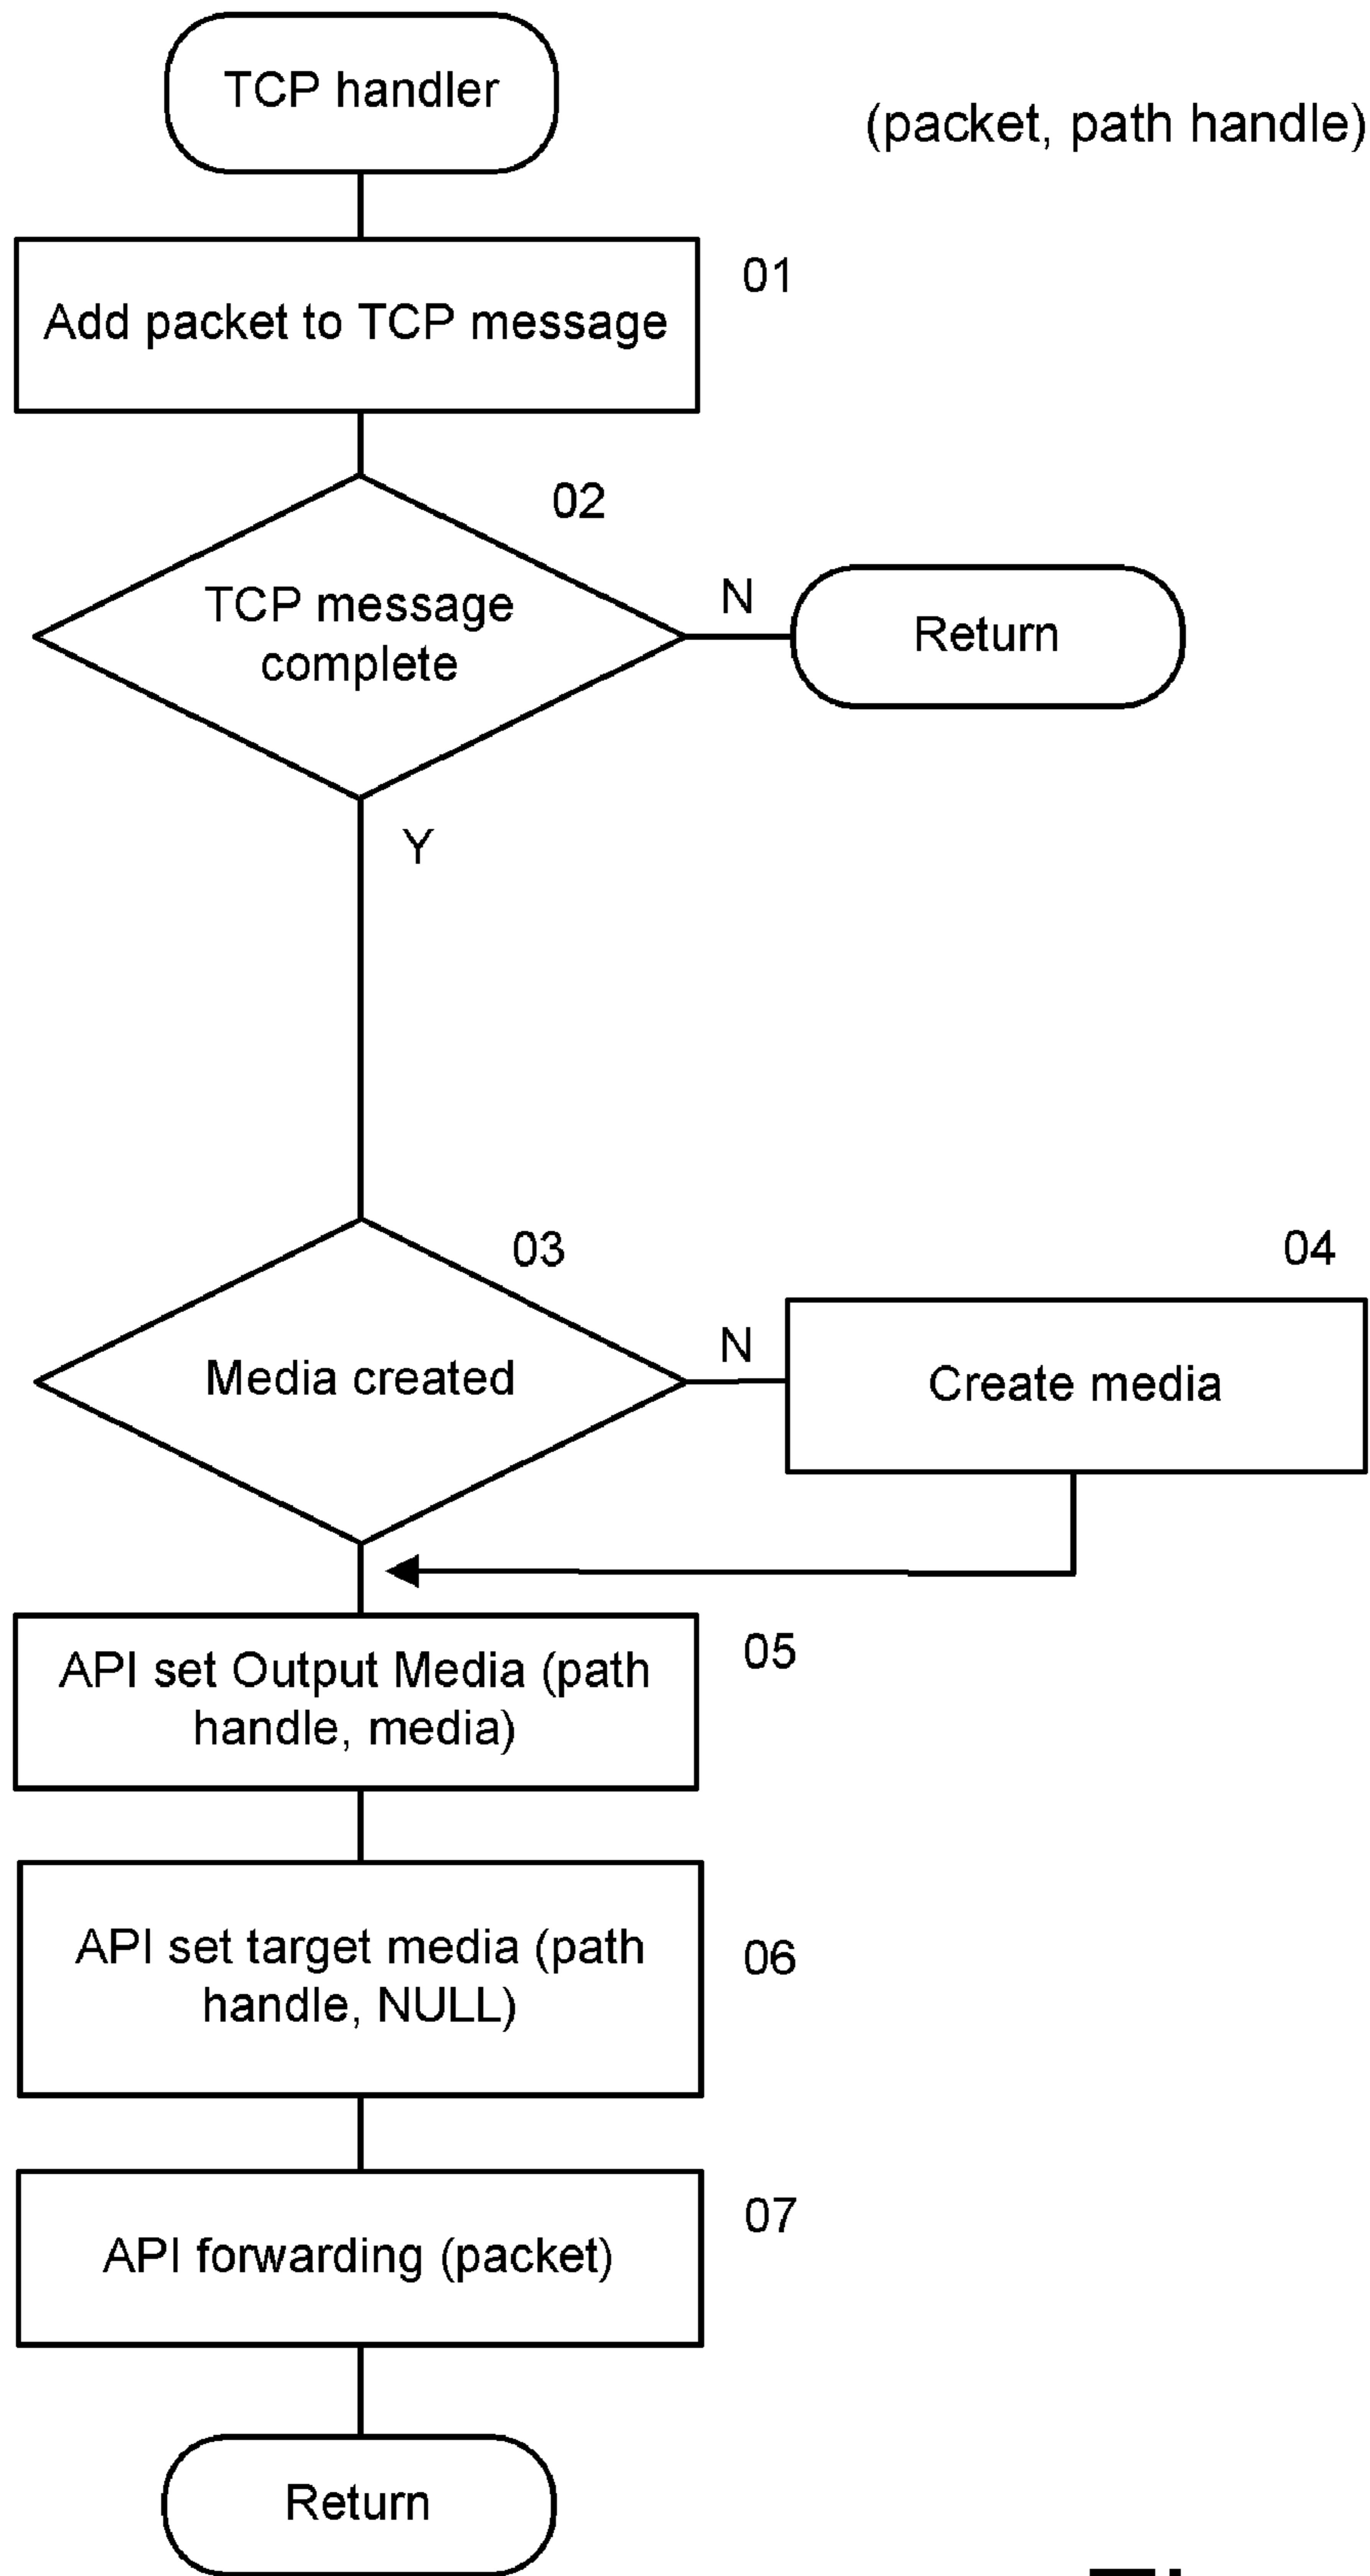 TCP handler
(packet, path handle)
01
Add packet to TCP message
02
TCP message
complete
N
Return
Y
03
04
Media created
N
Create media
05
API set Output Media (path
handle, media)
API set target media (path
handle, NULL)
06
07
API forwarding (packet)
Return